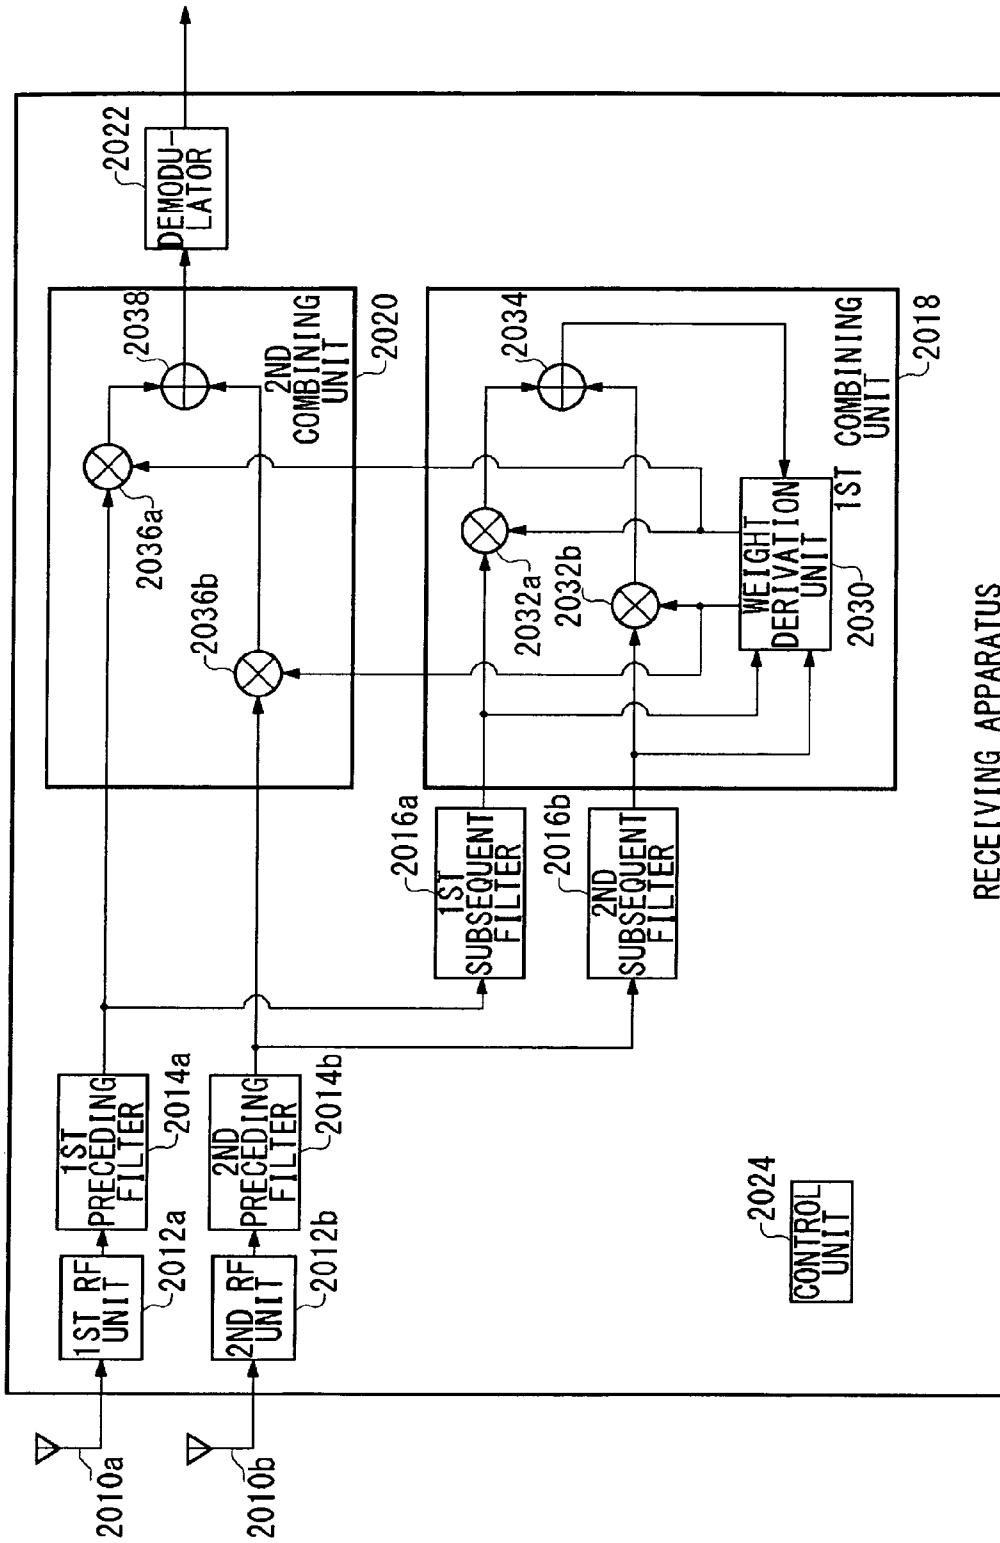 2010a
1ST RF
UNIT
2012a
1ST
PRECEDING
FILTER
2014a
2010b
2ND RF
UNIT
2012b
2ND
PRECEDING
FILTER
2014b
1ST
SUBSEQUENT
FILTER
2016a
2ND
SUBSEQUENT
FILTER
2016b
2036a
2036b
2038
2ND
COMBINING
UNIT
2020
DEMODU-
LATOR
2022
2032a
2032b
2034
WEIGHT
DERIVATION
UNIT
2030
1ST COMBINING
UNIT
2018
CONTROL
UNIT
2024
RECEIVING APPARATUS